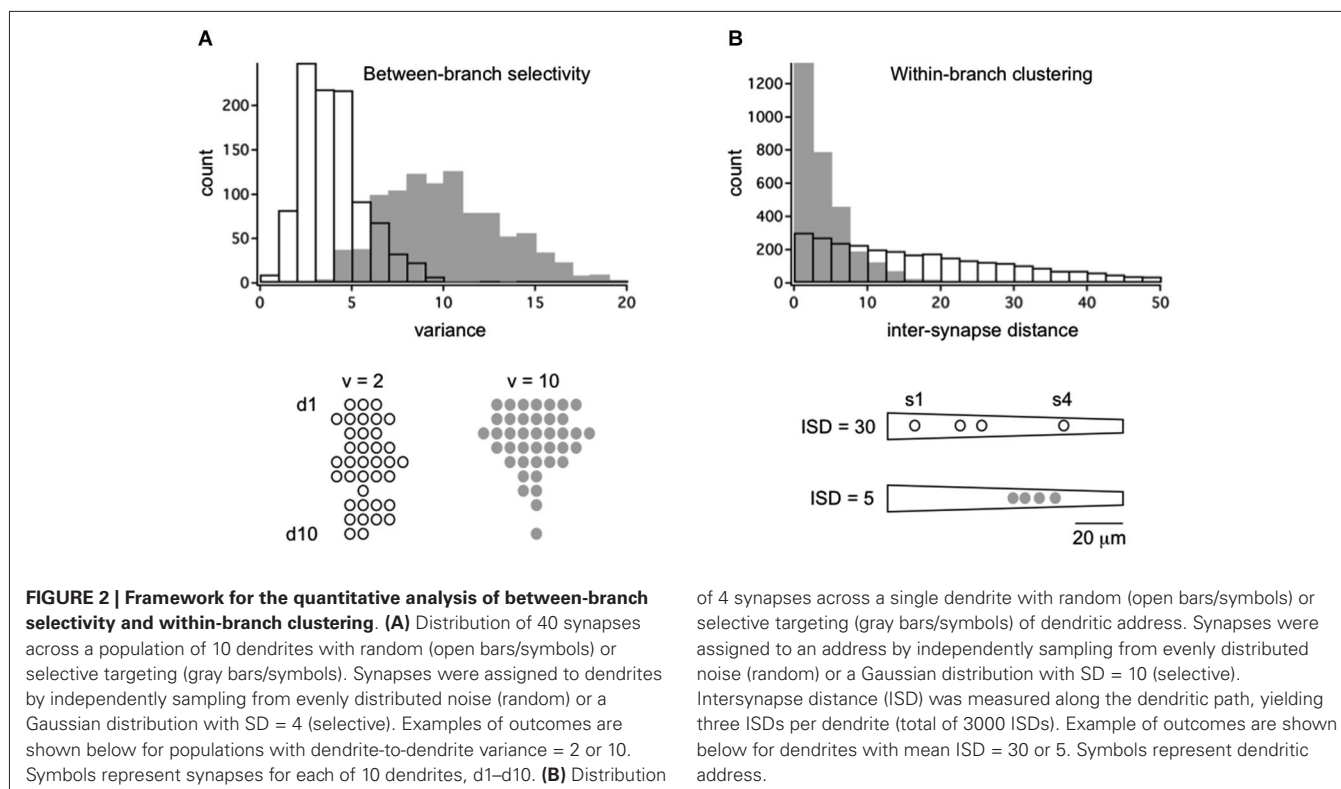 A
Between-branch selectivity
200
150
100
50
0
count
0 5 10 15 20
variance
v = 2 v = 10
d1
d10
B
Within-branch clustering
1200
1000
800
600
400
200
0
count
0 10 20 30 40 50
inter-synapse distance
s1 s4
ISD = 30
ISD = 5
20 μm
FIGURE 2 | Framework for the quantitative analysis of between-branch
selectivity and within-branch clustering. (A) Distribution of 40 synapses
across a population of 10 dendrites with random (open bars/symbols) or
selective targeting (gray bars/symbols). Synapses were assigned to dendrites
by independently sampling from evenly distributed noise (random) or a
Gaussian distribution with SD = 4 (selective). Examples of outcomes are
shown below for populations with dendrite-to-dendrite variance = 2 or 10.
Symbols represent synapses for each of 10 dendrites, d1–d10. (B) Distribution
of 4 synapses across a single dendrite with random (open bars/symbols) or
selective targeting (gray bars/symbols) of dendritic address. Synapses were
assigned to an address by independently sampling from evenly distributed
noise (random) or a Gaussian distribution with SD = 10 (selective).
Intersynapse distance (ISD) was measured along the dendritic path, yielding
three ISDs per dendrite (total of 3000 ISDs). Example of outcomes are shown
below for dendrites with mean ISD = 30 or 5. Symbols represent dendritic
address.